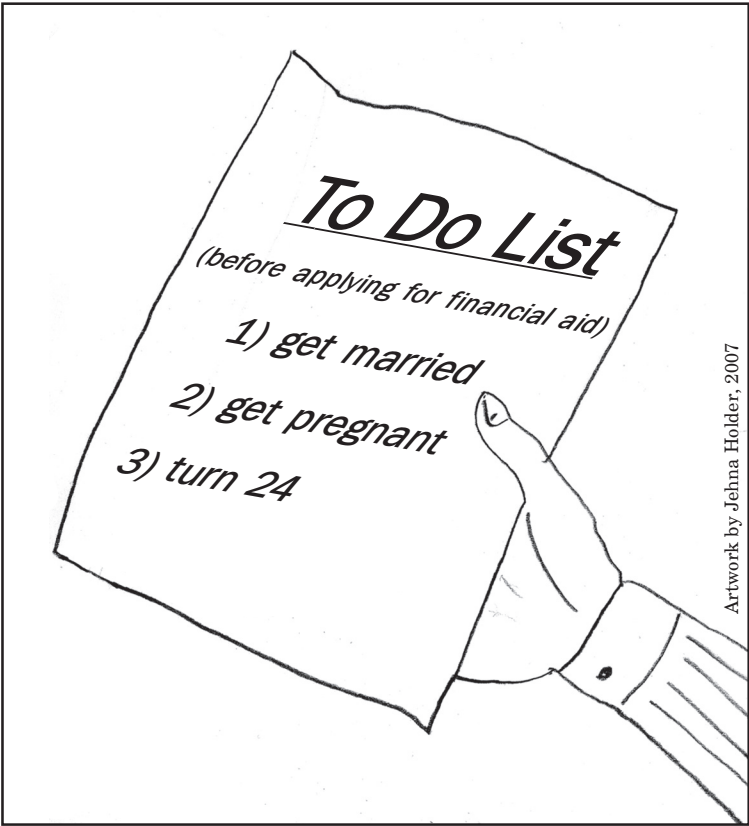 To Do List
(before applying for financial aid)
1) get married
2) get pregnant
3) turn 24
Artwork by Jehna Holder, 2007